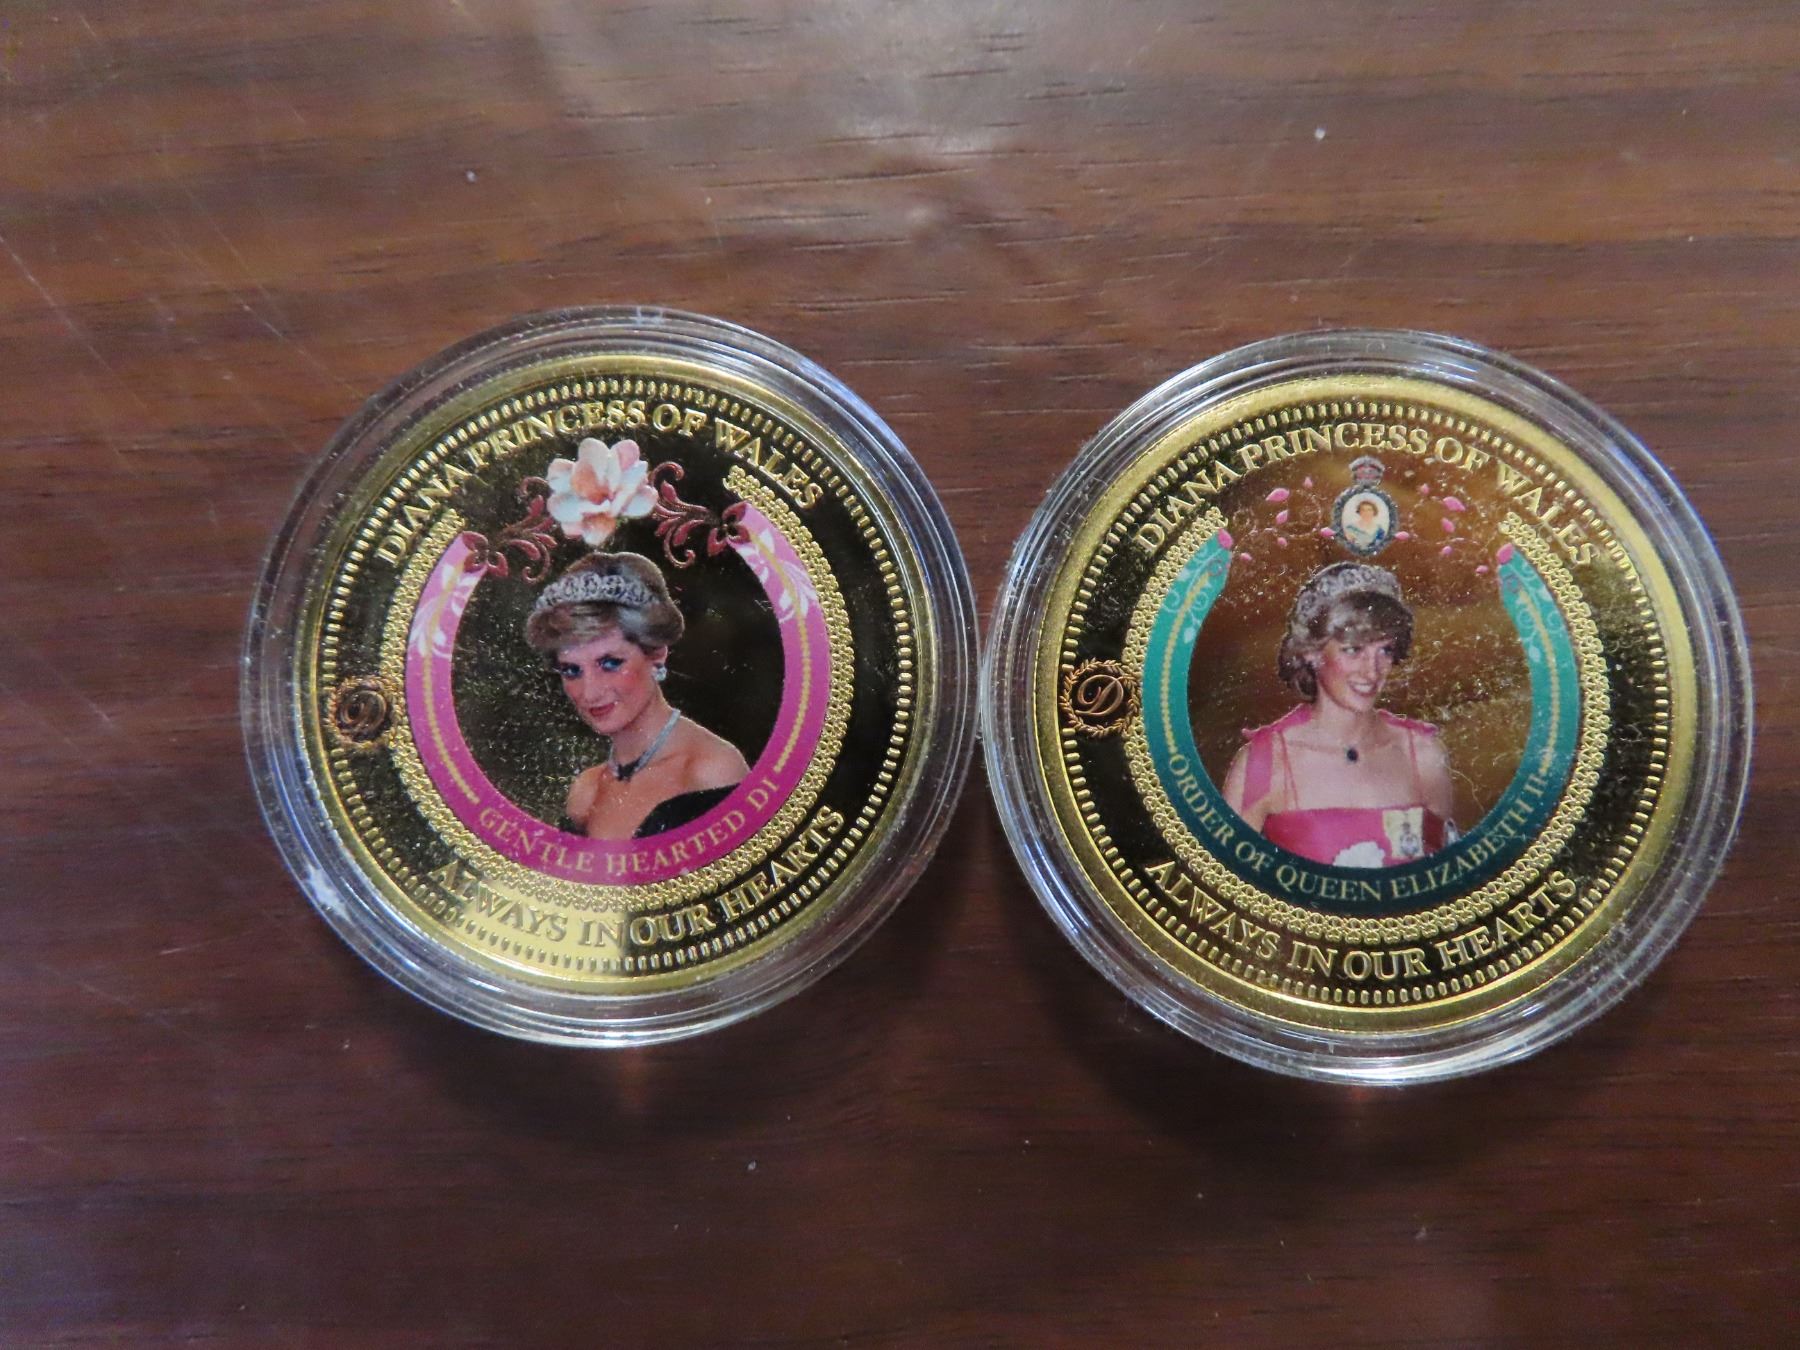 DIANA PRINCESS OF WALES
D
GENTLE HEARTED DI
ALWAYS IN OUR HEARTS
DIANA PRINCESS OF WALES
D
ORDER OF QUEEN ELIZABETH II
ALWAYS IN OUR HEARTS